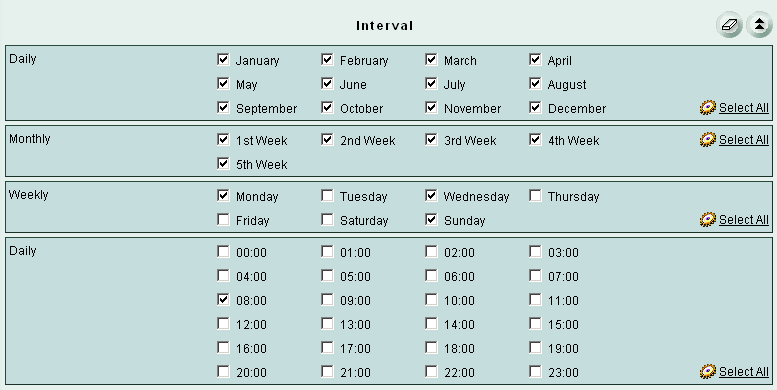 Interval
Daily
January February March April
May June July August
September October November December Select All
Monthly 1st Week 2nd Week 3rd Week 4th Week Select All
5th Week
Weekly Monday Tuesday Wednesday Thursday
Friday Saturday Sunday Select All
Daily 00:00 01:00 02:00 03:00
04:00 05:00 06:00 07:00
08:00 09:00 10:00 11:00
12:00 13:00 14:00 15:00
16:00 17:00 18:00 19:00
20:00 21:00 22:00 23:00 Select All